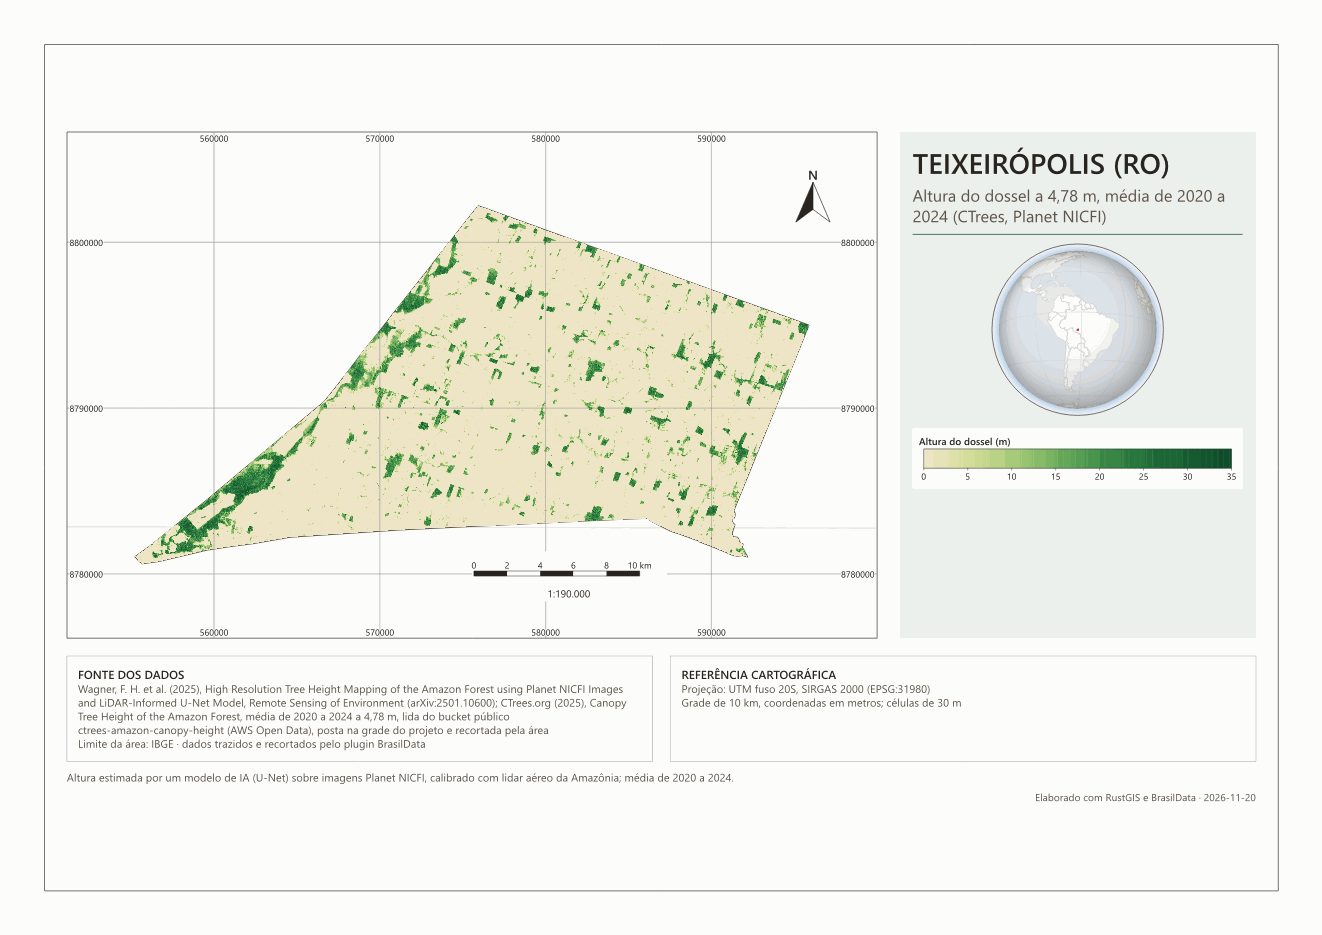 560000
570000
580000
590000
N
8800000
8800000
8790000
8790000
8780000
8780000
0 2 4 6 8 10 km
1:190.000
560000
570000
580000
590000
TEIXEIRÓPOLIS (RO)
Altura do dossel a 4,78 m, média de 2020 a
2024 (CTrees, Planet NICFI)
Altura do dossel (m)
0 5 10 15 20 25 30 35
FONTE DOS DADOS
Wagner, F. H. et al. (2025), High Resolution Tree Height Mapping of the Amazon Forest using Planet NICFI Images
and LiDAR-Informed U-Net Model, Remote Sensing of Environment (arXiv:2501.10600); CTrees.org (2025), Canopy
Tree Height of the Amazon Forest, média de 2020 a 2024 a 4,78 m, lida do bucket público
ctrees-amazon-canopy-height (AWS Open Data), posta na grade do projeto e recortada pela área
Limite da área: IBGE · dados trazidos e recortados pelo plugin BrasilData
REFERÊNCIA CARTOGRÁFICA
Projeção: UTM fuso 20S, SIRGAS 2000 (EPSG:31980)
Grade de 10 km, coordenadas em metros; células de 30 m
Altura estimada por um modelo de IA (U-Net) sobre imagens Planet NICFI, calibrado com lidar aéreo da Amazônia; média de 2020 a 2024.
Elaborado com RustGIS e BrasilData · 2026-11-20